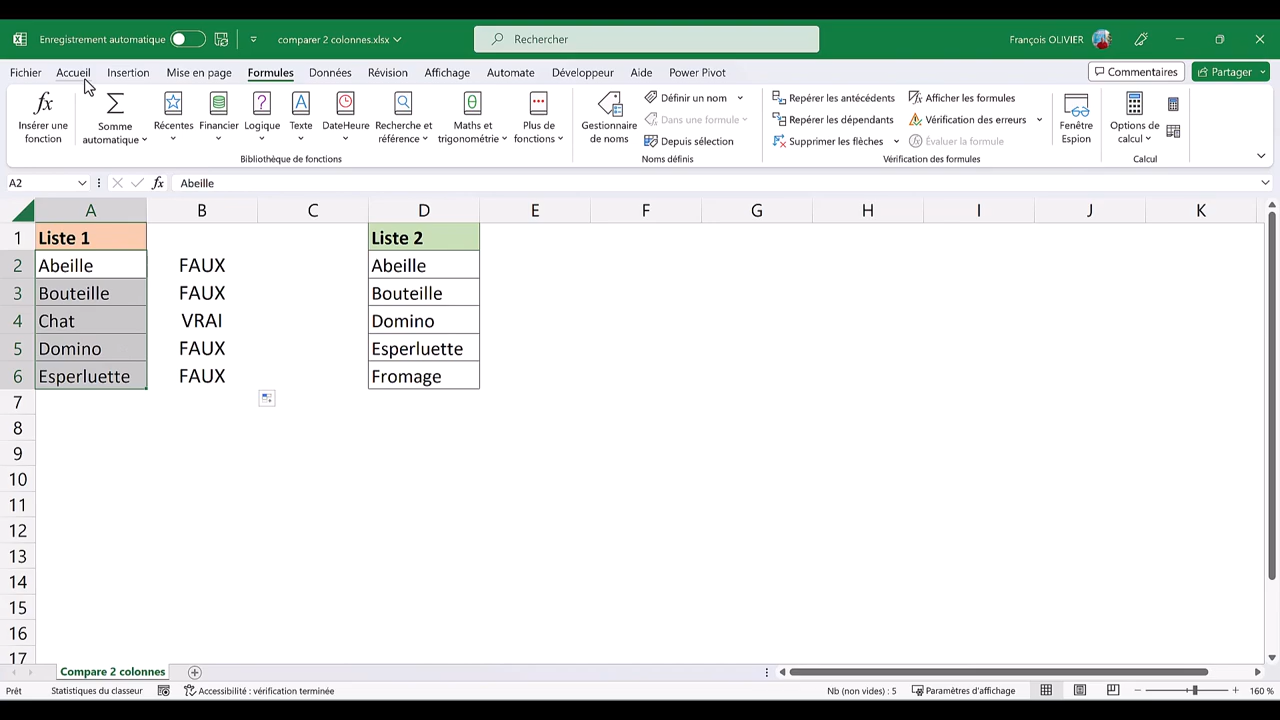 Enregistrement automatique comparer 2 colonnes.xlsx Rechercher François OLIVIER
Fichier Accueil Insertion Mise en page Formules Données Révision Affichage Automate Développeur Aide Power Pivot Commentaires Partager
Insérer une fonction
Somme automatique
Récentes
Financier
Logique
Texte
DateHeure
Recherche et référence
Maths et trigonométrie
Plus de fonctions
Bibliothèque de fonctions
Gestionnaire de noms
Définir un nom
Dans une formule
Depuis sélection
Noms définis
Repérer les antécédents
Repérer les dépendants
Supprimer les flèches
Afficher les formules
Vérification des erreurs
Évaluer la formule
Vérification des formules
Fenêtre Espion
Options de calcul
Calcul
A2 fx Abeille
A B C D E F G H I J K
1 Liste 1 Liste 2
2 Abeille FAUX Abeille
3 Bouteille FAUX Bouteille
4 Chat VRAI Domino
5 Domino FAUX Esperluette
6 Esperluette FAUX Fromage
7
8
9
10
11
12
13
14
15
16
17
Compare 2 colonnes
Prêt Statistiques du classeur Accessibilité : vérification terminée Nb (non vides) : 5 Paramètres d'affichage 160 %